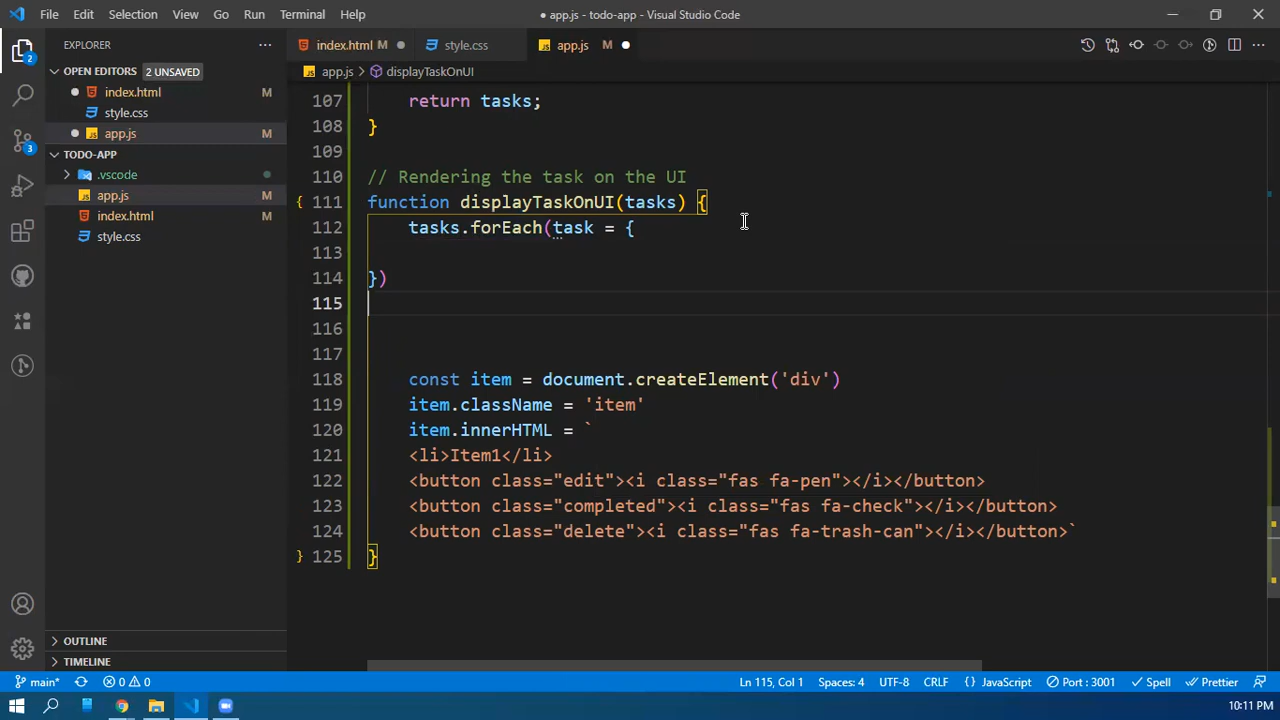 File Edit Selection View Go Run Terminal Help
● app.js - todo-app - Visual Studio Code
EXPLORER
index.html M
style.css
app.js M
OPEN EDITORS 2 UNSAVED
index.html M
style.css
app.js M
TODO-APP
.vscode
app.js M
index.html M
style.css
app.js > displayTaskOnUI
107 return tasks;
108 }
109
110 // Rendering the task on the UI
111 function displayTaskOnUI(tasks) {
112 tasks.forEach(task = {
113
114 })
115
116
117
118 const item = document.createElement('div')
119 item.className = 'item'
120 item.innerHTML = `
121 <li>Item1</li>
122 <button class="edit"><i class="fas fa-pen"></i></button>
123 <button class="completed"><i class="fas fa-check"></i></button>
124 <button class="delete"><i class="fas fa-trash-can"></i></button>`
125 }
2
3
OUTLINE
TIMELINE
main* 0 0
Ln 115, Col 1 Spaces: 4 UTF-8 CRLF {} JavaScript Port : 3001 Spell Prettier
10:11 PM